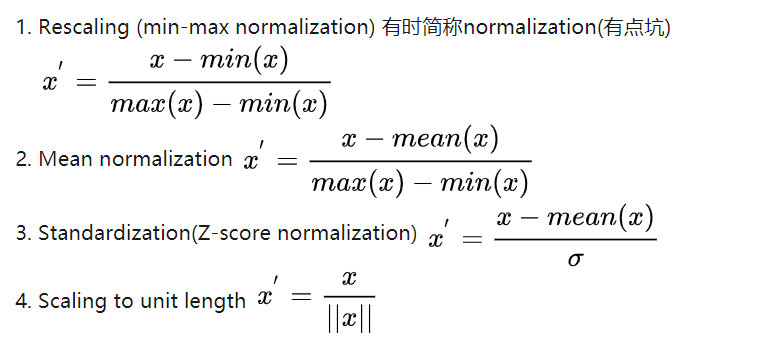 1. Rescaling (min-max normalization) 有时简称normalization(有点坑)
x' = \frac{x - min(x)}{max(x) - min(x)}
2. Mean normalization x' = \frac{x - mean(x)}{max(x) - min(x)}
3. Standardization(Z-score normalization) x' = \frac{x - mean(x)}{σ}
4. Scaling to unit length x' = \frac{x}{||x||}